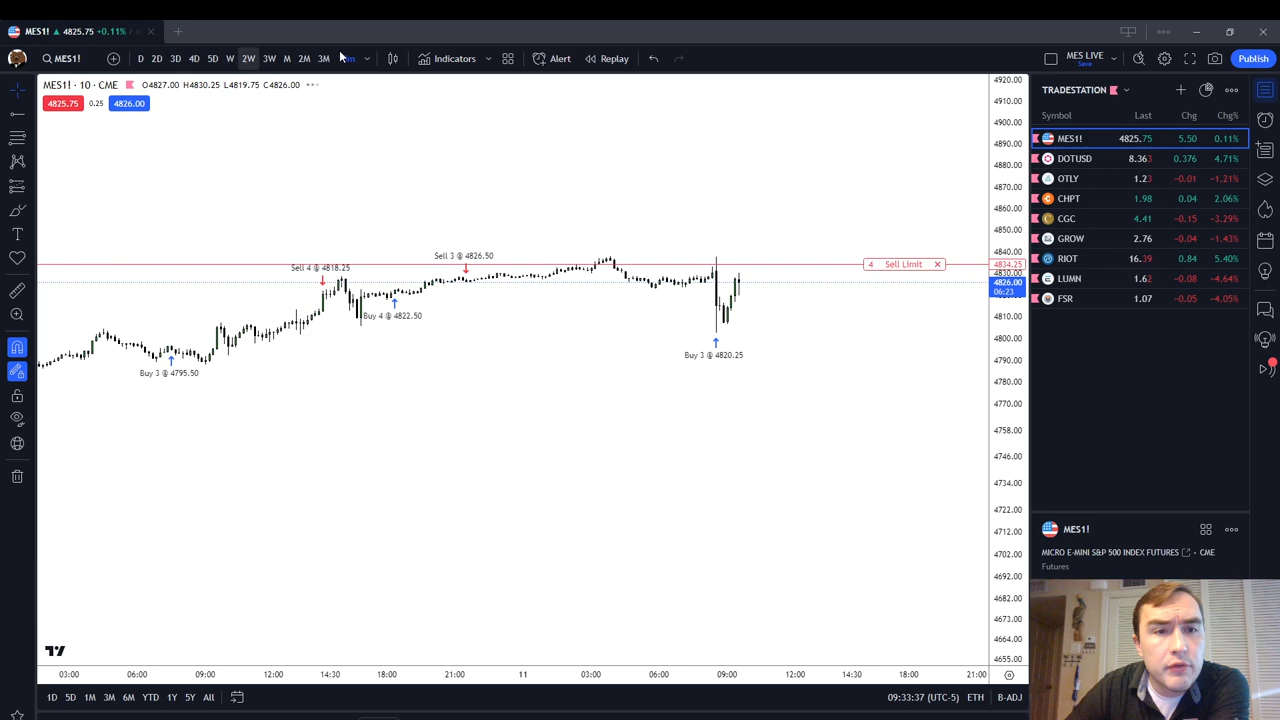 MES1! ▲ 4825.75 +0.11% /
MES1!
D 2D 3D 4D 5D W 2W 3W M 2M 3M
Indicators
Alert
Replay
MES LIVE
Save
Publish
MES1! · 10 · CME O4827.00 H4830.25 L4819.75 C4826.00
4825.75 0.25 4826.00
Sell 3 @ 4826.50
Sell 4 @ 4818.25
Buy 4 @ 4822.50
Buy 3 @ 4795.50
Buy 3 @ 4820.25
4 Sell Limit ✕
4920.00
4910.00
4900.00
4890.00
4880.00
4870.00
4860.00
4850.00
4840.00
4834.25
4830.00
4826.00
06:23
4810.00
4800.00
4790.00
4780.00
4770.00
4758.00
4746.00
4734.00
4722.00
4712.00
4702.00
4692.00
4682.00
4673.00
4664.00
4655.00
03:00 06:00 09:00 12:00 14:30 18:00 21:00 11 03:00 06:00 09:00 12:00 14:30 18:00 21:00
1D 5D 1M 3M 6M YTD 1Y 5Y All
09:33:37 (UTC-5) ETH B-ADJ
TRADESTATION
Symbol Last Chg Chg%
MES1! 4825.75 5.50 0.11%
DOTUSD 8.363 0.376 4.71%
OTLY 1.23 −0.01 −1.21%
CHPT 1.98 0.04 2.06%
CGC 4.41 −0.15 −3.29%
GROW 2.76 −0.04 −1.43%
RIOT 16.39 0.84 5.40%
LUMN 1.62 −0.08 −4.64%
FSR 1.07 −0.05 −4.05%
MES1!
MICRO E-MINI S&P 500 INDEX FUTURES · CME
Futures